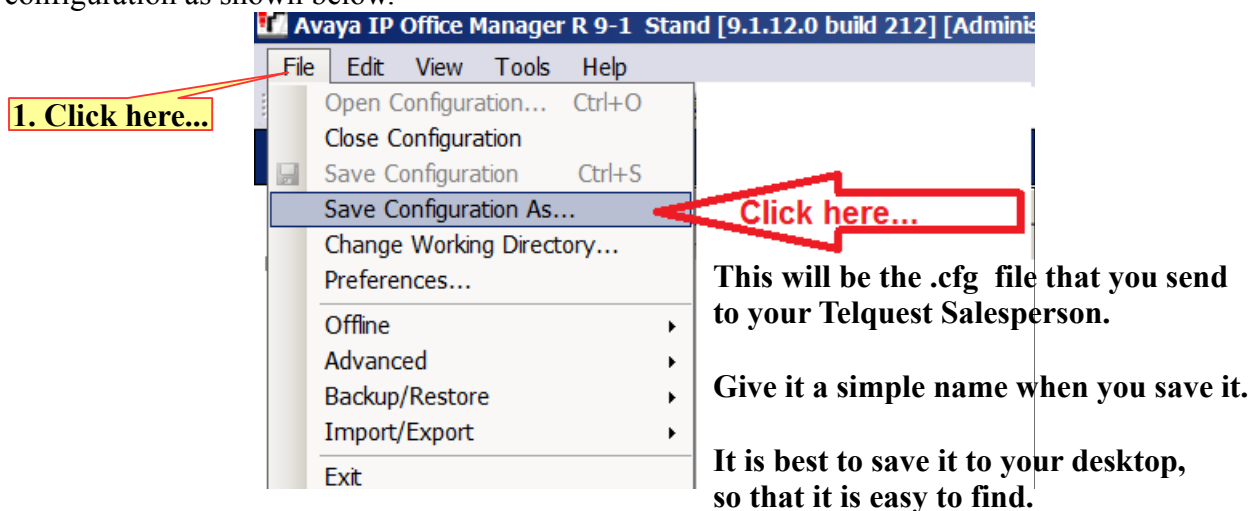 configuration as shown below.
Avaya IP Office Manager R 9-1 Stand [9.1.12.0 build 212] [Adminis
File Edit View Tools Help
1. Click here...
Open Configuration... Ctrl+O
Close Configuration
Save Configuration Ctrl+S
Save Configuration As...
Click here...
Change Working Directory...
Preferences...
Offline
Advanced
Backup/Restore
Import/Export
Exit
This will be the .cfg file that you send
to your Telquest Salesperson.
Give it a simple name when you save it.
It is best to save it to your desktop,
so that it is easy to find.